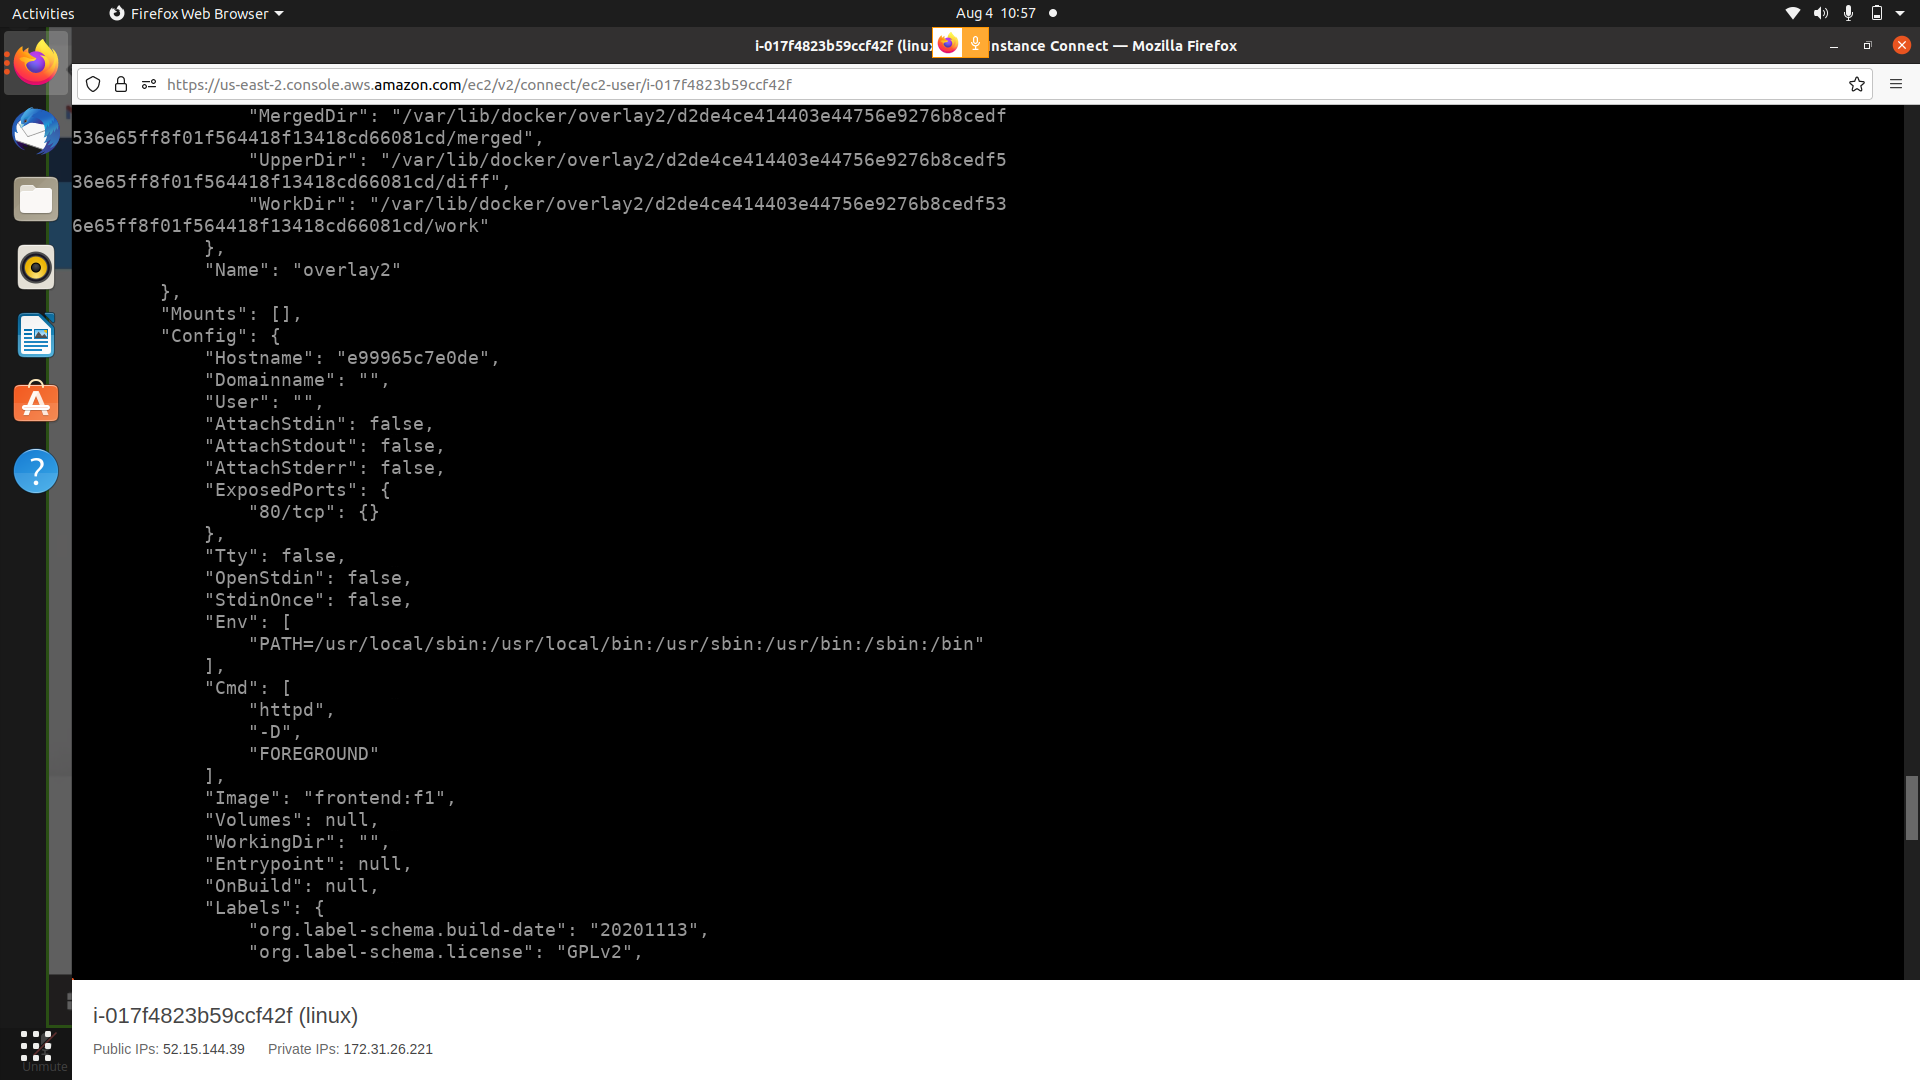 Activities
Firefox Web Browser
Aug 4 10:57
i-017f4823b59ccf42f (linux
nstance Connect — Mozilla Firefox
https://us-east-2.console.aws.amazon.com/ec2/v2/connect/ec2-user/i-017f4823b59ccf42f
"MergedDir": "/var/lib/docker/overlay2/d2de4ce414403e44756e9276b8cedf
536e65ff8f01f564418f13418cd66081cd/merged",
"UpperDir": "/var/lib/docker/overlay2/d2de4ce414403e44756e9276b8cedf5
36e65ff8f01f564418f13418cd66081cd/diff",
"WorkDir": "/var/lib/docker/overlay2/d2de4ce414403e44756e9276b8cedf53
6e65ff8f01f564418f13418cd66081cd/work"
},
"Name": "overlay2"
},
"Mounts": [],
"Config": {
"Hostname": "e99965c7e0de",
"Domainname": "",
"User": "",
"AttachStdin": false,
"AttachStdout": false,
"AttachStderr": false,
"ExposedPorts": {
"80/tcp": {}
},
"Tty": false,
"OpenStdin": false,
"StdinOnce": false,
"Env": [
"PATH=/usr/local/sbin:/usr/local/bin:/usr/sbin:/usr/bin:/sbin:/bin"
],
"Cmd": [
"httpd",
"-D",
"FOREGROUND"
],
"Image": "frontend:f1",
"Volumes": null,
"WorkingDir": "",
"Entrypoint": null,
"OnBuild": null,
"Labels": {
"org.label-schema.build-date": "20201113",
"org.label-schema.license": "GPLv2",
i-017f4823b59ccf42f (linux)
Public IPs: 52.15.144.39 Private IPs: 172.31.26.221
Unmute